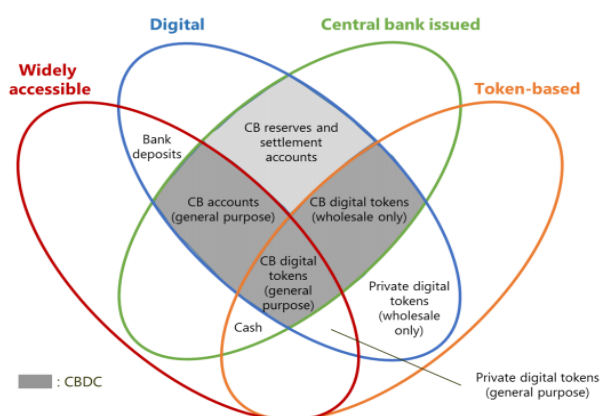 Digital
Central bank issued
Widely
accessible
Token-based
Bank
deposits
CB reserves and
settlement
accounts
CB accounts
(general purpose)
CB digital tokens
(wholesale only)
CB digital
tokens
(general
purpose)
Private digital
tokens
(wholesale
only)
Cash
Private digital tokens
(general purpose)
: CBDC